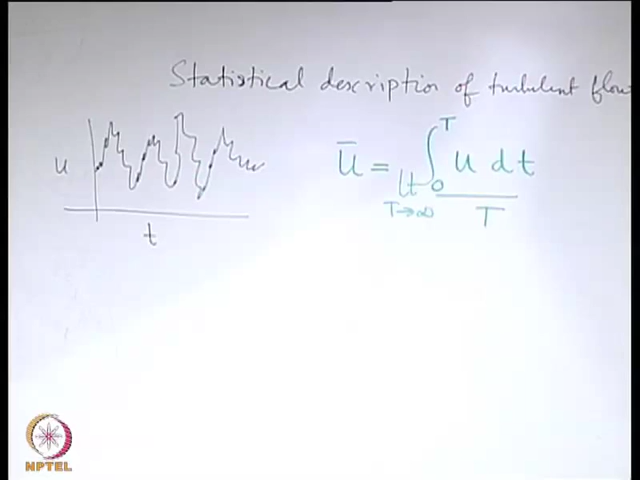 Statistical description of turbulent flow
u
t
ū = lt T→∞ ∫₀ᵀ u dt / T
NPTEL